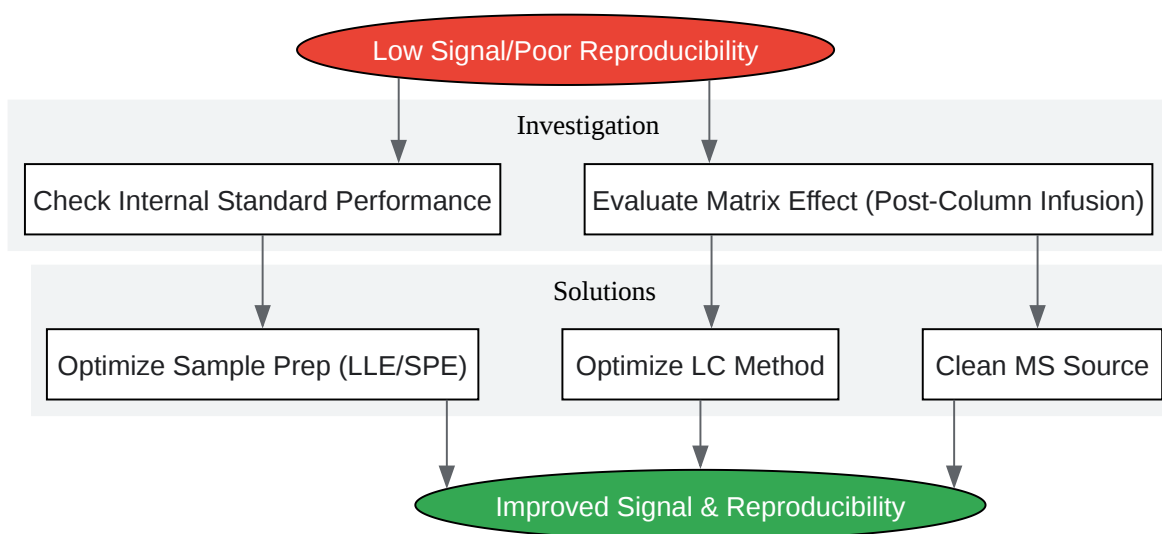 Low Signal/Poor Reproducibility
Investigation
Check Internal Standard Performance
Evaluate Matrix Effect (Post-Column Infusion)
Solutions
Optimize Sample Prep (LLE/SPE)
Optimize LC Method
Clean MS Source
Improved Signal & Reproducibility